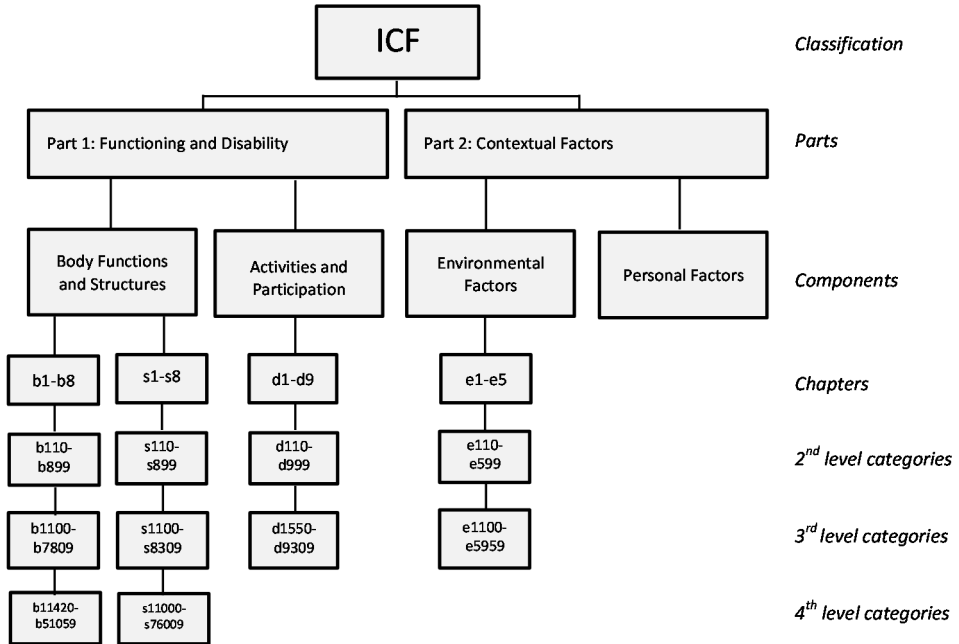 ICF
Classification
Part 1: Functioning and Disability
Part 2: Contextual Factors
Parts
Body Functions
and Structures
Activities and
Participation
Environmental
Factors
Personal Factors
Components
b1-b8
s1-s8
d1-d9
e1-e5
Chapters
b110-
b899
s110-
s899
d110-
d999
e110-
e599
2nd level categories
b1100-
b7809
s1100-
s8309
d1550-
d9309
e1100-
e5959
3rd level categories
b11420-
b51059
s11000-
s76009
4th level categories